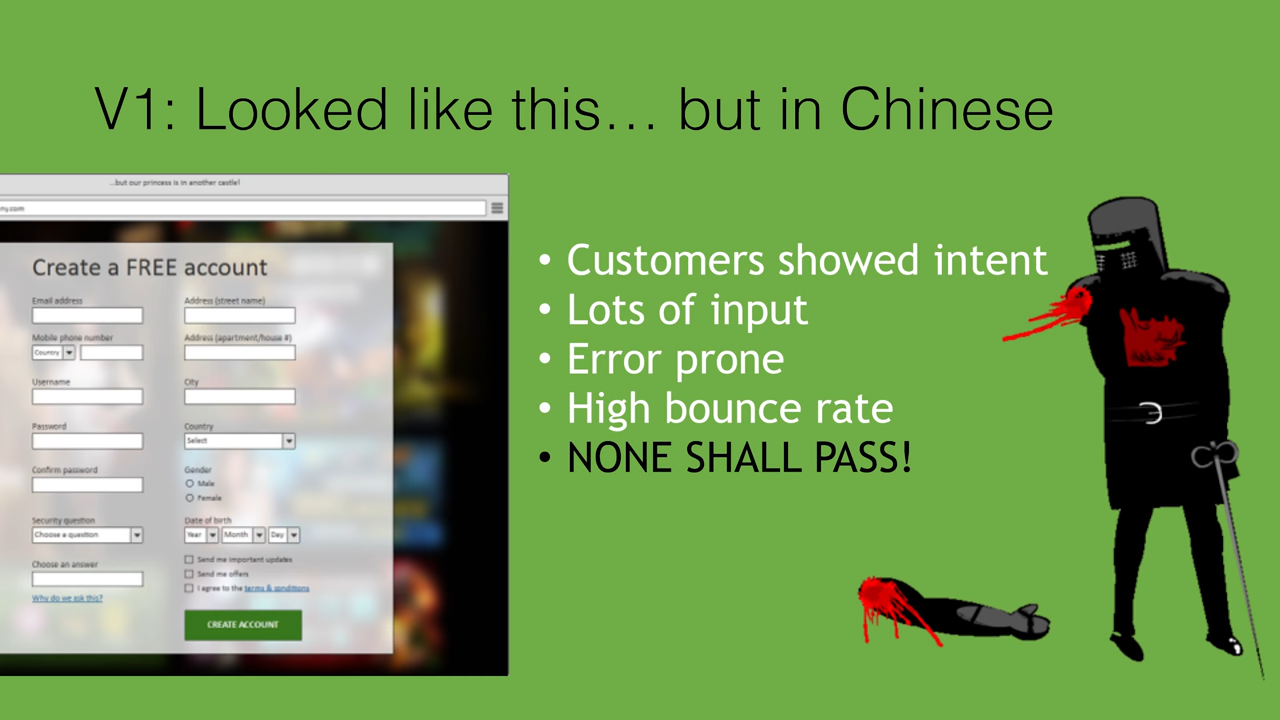 V1: Looked like this… but in Chinese
...but our princess is in another castle!
ny.com
Create a FREE account
Email address
Mobile phone number
Country
Username
Password
Confirm password
Security question
Choose a question
Choose an answer
Why do we ask this?
Address (street name)
Address (apartment/house #)
City
Country
Select
Gender
Male
Female
Date of birth
Year Month Day
Send me important updates
Send me offers
I agree to the terms & conditions
CREATE ACCOUNT
• Customers showed intent
• Lots of input
• Error prone
• High bounce rate
• NONE SHALL PASS!